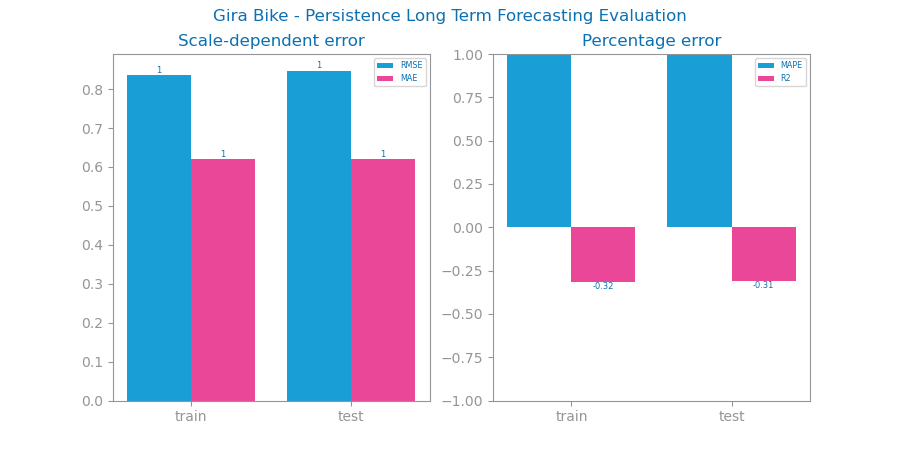 Gira Bike - Persistence Long Term Forecasting Evaluation
Scale-dependent error
0.8
0.7
0.6
0.5
0.4
0.3
0.2
0.1
0.0
1
1
1
1
RMSE
MAE
train
test
Percentage error
1.00
0.75
0.50
0.25
0.00
−0.25
−0.50
−0.75
−1.00
MAPE
R2
-0.32
-0.31
train
test